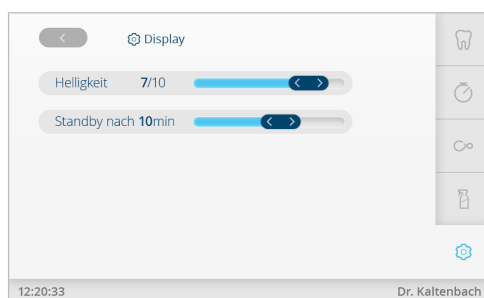 Display
Helligkeit 7/10
Standby nach 10min
12:20:33 Dr. Kaltenbach